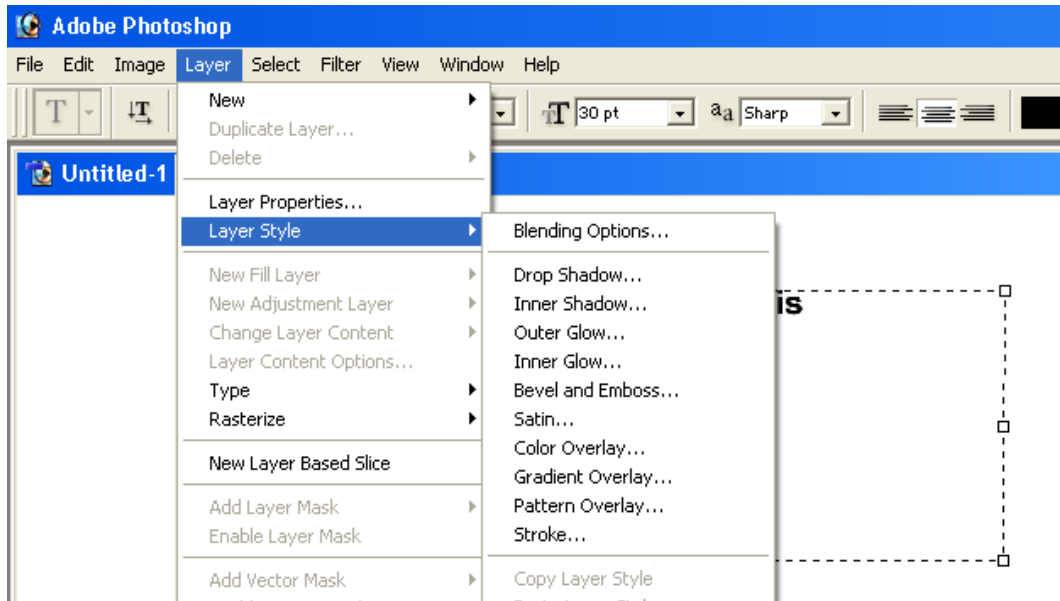 Adobe Photoshop
File Edit Image Layer Select Filter View Window Help
T T 30 pt aa Sharp
Untitled-1
New
Duplicate Layer...
Delete
Layer Properties...
Layer Style
New Fill Layer
New Adjustment Layer
Change Layer Content
Layer Content Options...
Type
Rasterize
New Layer Based Slice
Add Layer Mask
Enable Layer Mask
Add Vector Mask
Blending Options...
Drop Shadow...
Inner Shadow...
Outer Glow...
Inner Glow...
Bevel and Emboss...
Satin...
Color Overlay...
Gradient Overlay...
Pattern Overlay...
Stroke...
Copy Layer Style
is